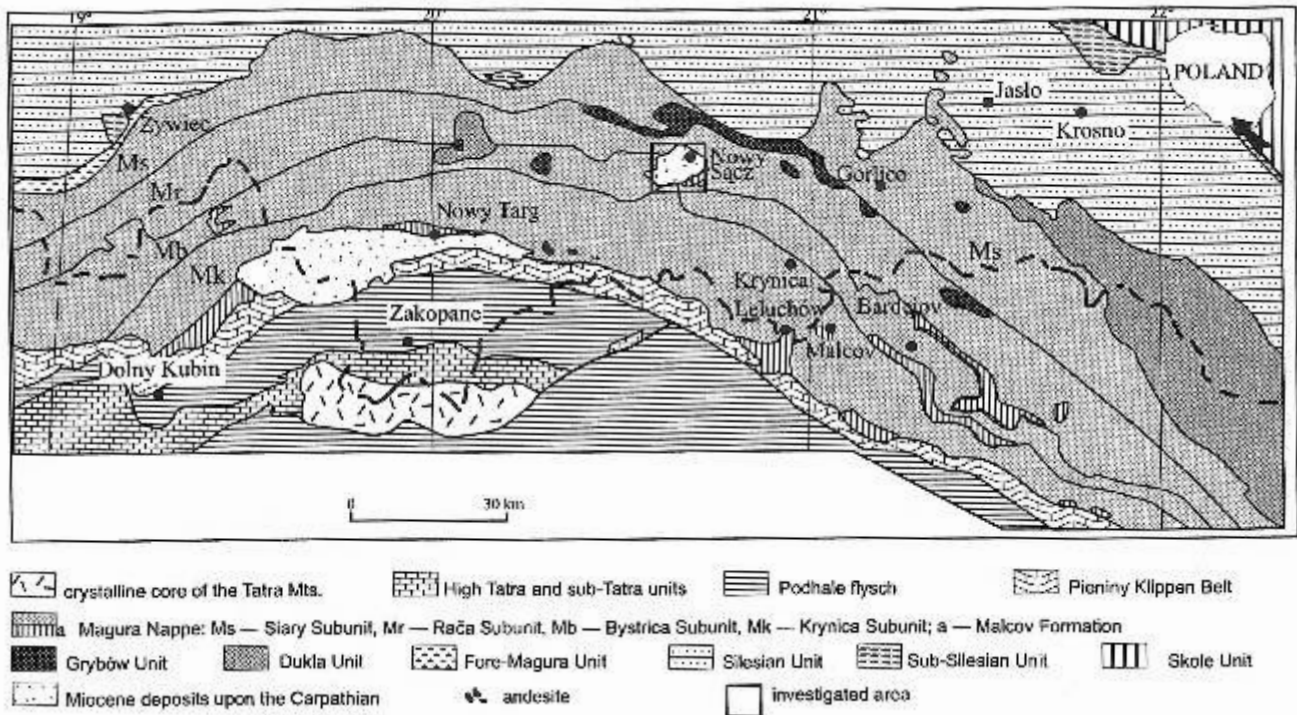 19° 20° 21° 22°
POLAND
Jasło
Krosno
Żywiec
Nowy
Sącz
Gorlice
Ms
Mr
Nowy Targ
Mb
Ms
Mk
Krynica
Leluchów
Bardejov
Zakopane
Malcov
Dolny Kubin
0 30 km
crystalline core of the Tatra Mts. High Tatra and sub-Tatra units Podhale flysch Pieniny Klippen Belt
a Magura Nappe: Ms — Siary Subunit, Mr — Rača Subunit, Mb — Bystrica Subunit, Mk — Krynica Subunit; a — Malcov Formation
Grybów Unit Dukla Unit Fore-Magura Unit Silesian Unit Sub-Silesian Unit Skole Unit
Miocene deposits upon the Carpathian andesite investigated area